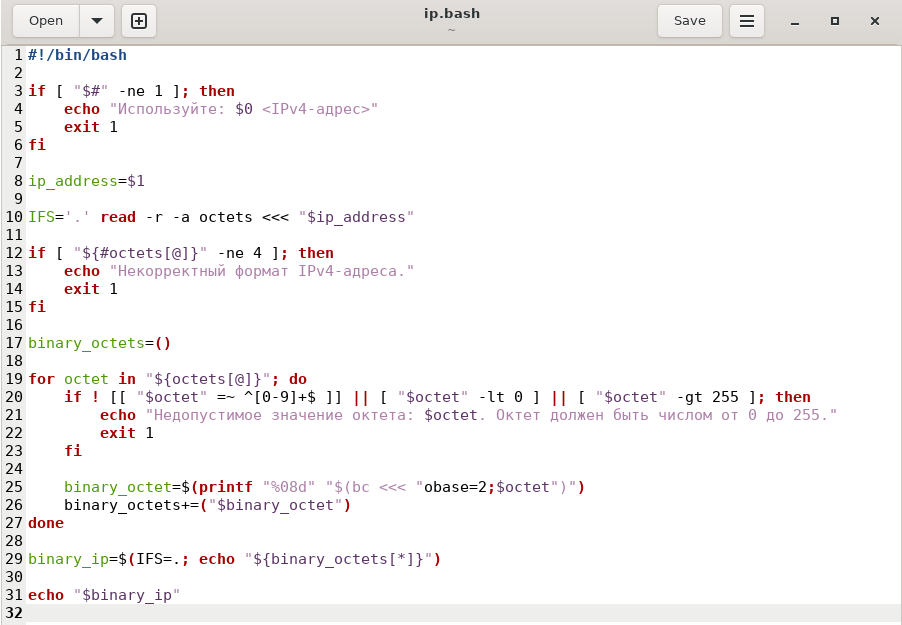 Open
ip.bash
~
Save
1 #!/bin/bash
2
3 if [ "$#" -ne 1 ]; then
4     echo "Используйте: $0 <IPv4-адрес>"
5     exit 1
6 fi
7
8 ip_address=$1
9
10 IFS='.' read -r -a octets <<< "$ip_address"
11
12 if [ "${#octets[@]}" -ne 4 ]; then
13     echo "Некорректный формат IPv4-адреса."
14     exit 1
15 fi
16
17 binary_octets=()
18
19 for octet in "${octets[@]}"; do
20     if ! [[ "$octet" =~ ^[0-9]+$ ]] || [ "$octet" -lt 0 ] || [ "$octet" -gt 255 ]; then
21         echo "Недопустимое значение октета: $octet. Октет должен быть числом от 0 до 255."
22         exit 1
23     fi
24
25     binary_octet=$(printf "%08d" "$(bc <<< "obase=2;$octet")")
26     binary_octets+=("$binary_octet")
27 done
28
29 binary_ip=$(IFS=.; echo "${binary_octets[*]}")
30
31 echo "$binary_ip"
32